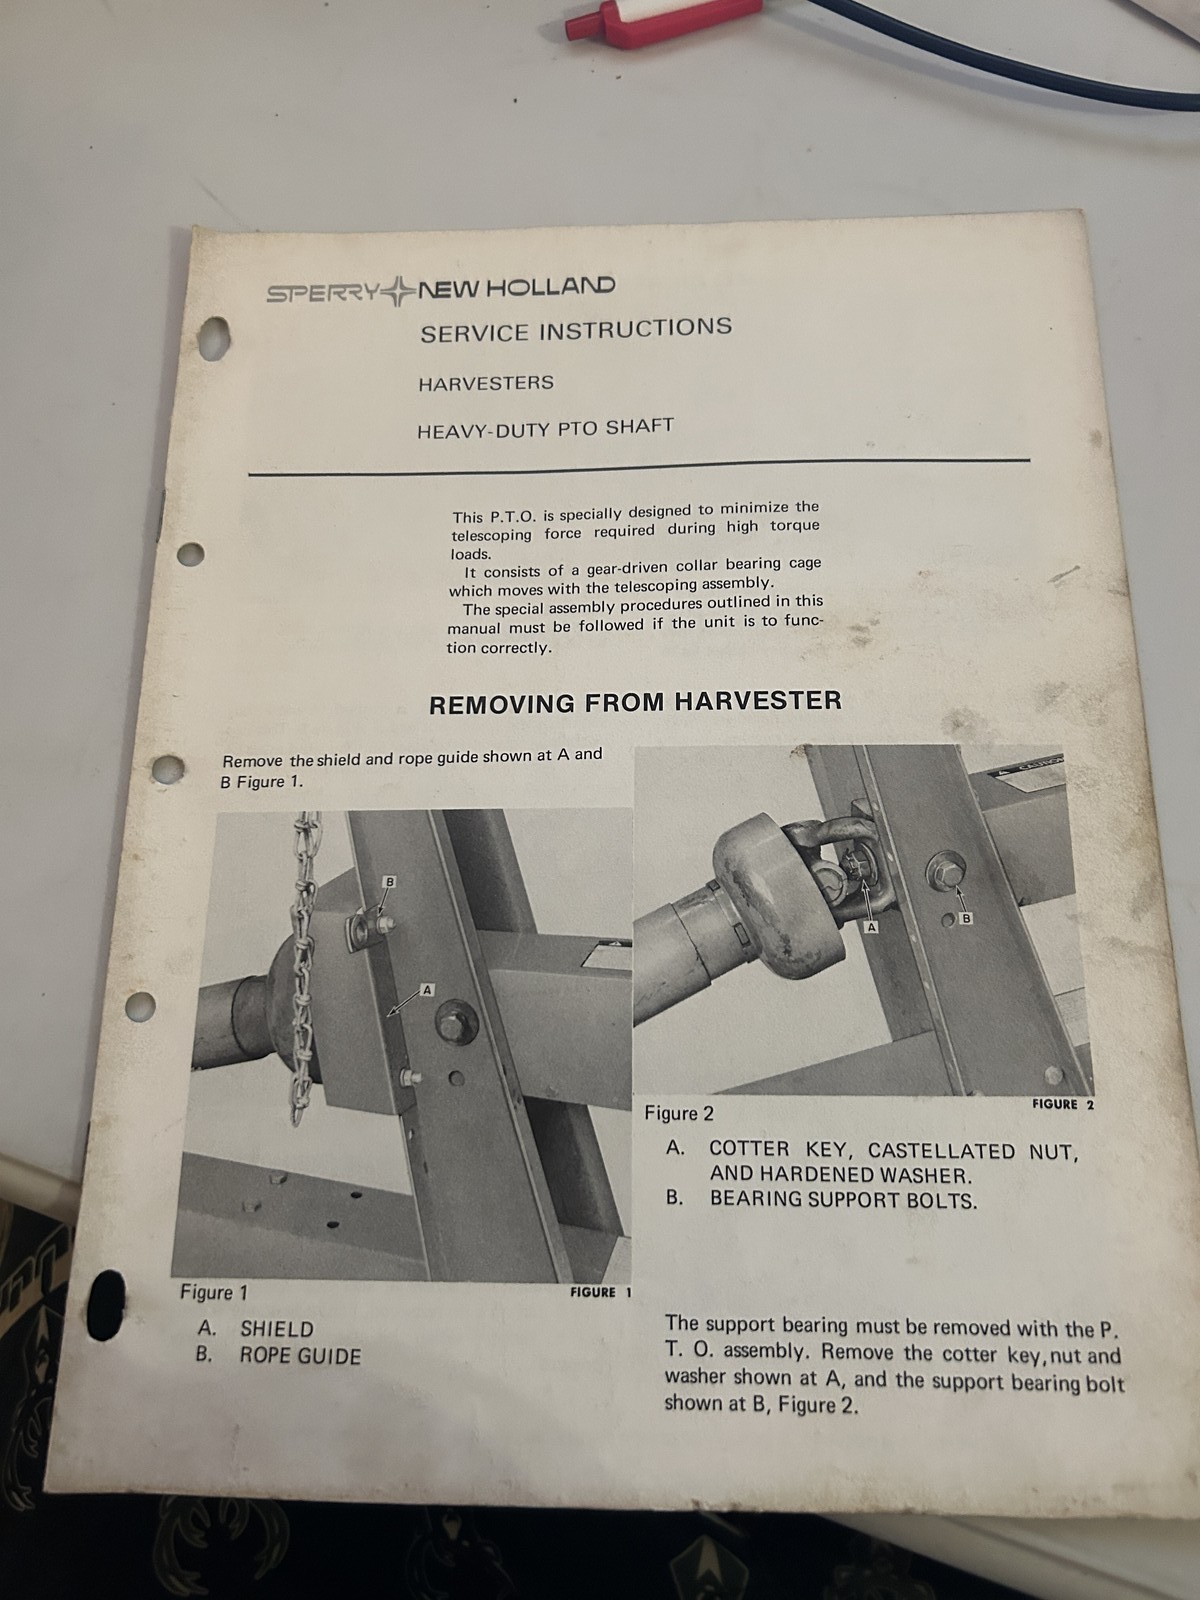 SPERRY NEW HOLLAND
SERVICE INSTRUCTIONS
HARVESTERS
HEAVY-DUTY PTO SHAFT
This P.T.O. is specially designed to minimize the
telescoping force required during high torque
loads.
It consists of a gear-driven collar bearing cage
which moves with the telescoping assembly.
The special assembly procedures outlined in this
manual must be followed if the unit is to func-
tion correctly.
REMOVING FROM HARVESTER
Remove the shield and rope guide shown at A and
B Figure 1.
B
A
Figure 1
FIGURE 1
A. SHIELD
B. ROPE GUIDE
CAUTION
A
B
Figure 2
FIGURE 2
A. COTTER KEY, CASTELLATED NUT,
AND HARDENED WASHER.
B. BEARING SUPPORT BOLTS.
The support bearing must be removed with the P.
T. O. assembly. Remove the cotter key, nut and
washer shown at A, and the support bearing bolt
shown at B, Figure 2.